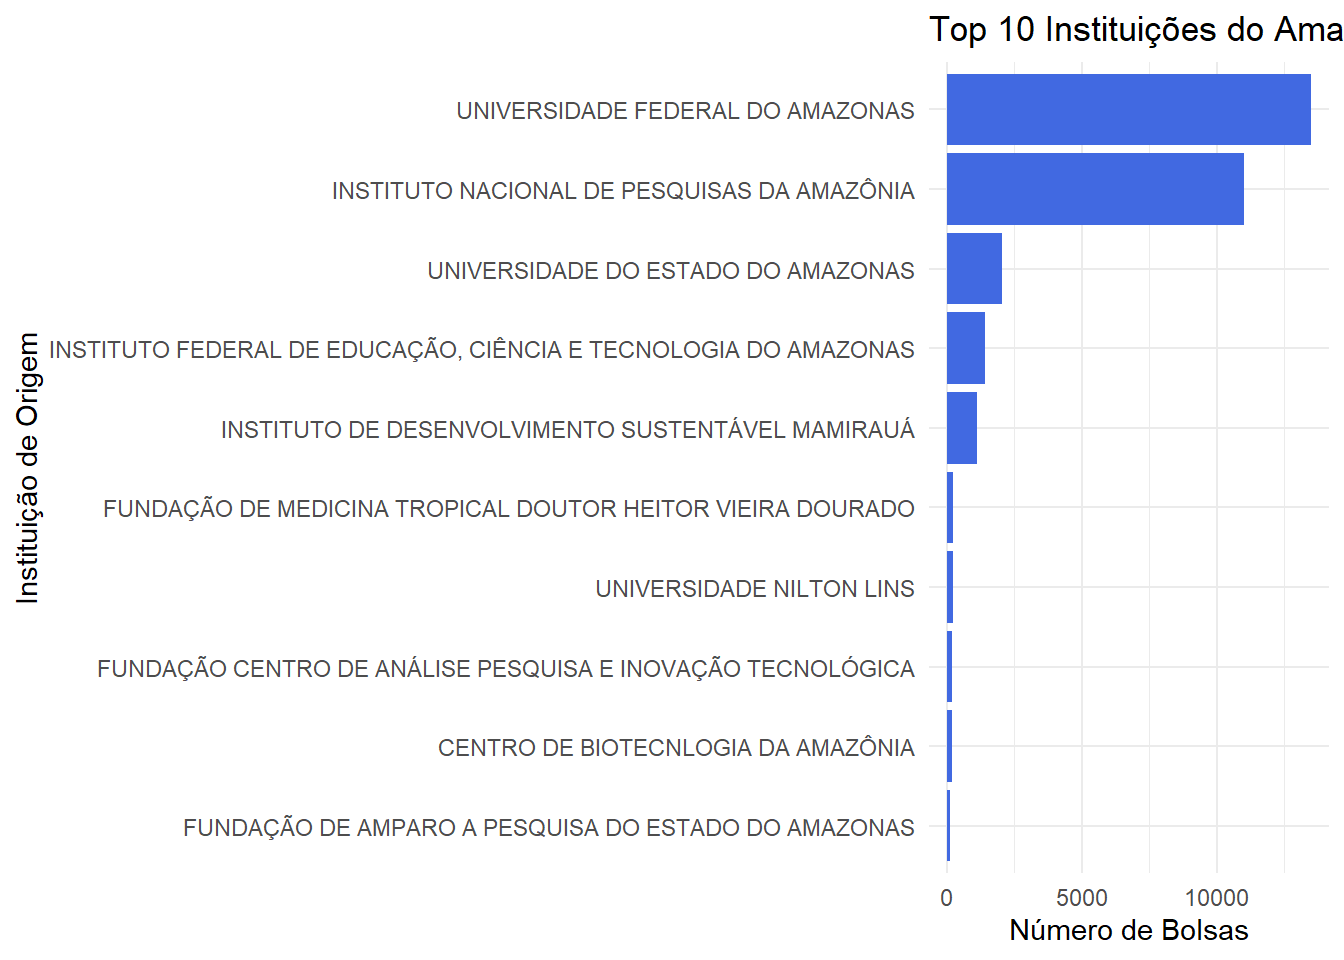 Top 10 Instituições do Ama
UNIVERSIDADE FEDERAL DO AMAZONAS
INSTITUTO NACIONAL DE PESQUISAS DA AMAZÔNIA
UNIVERSIDADE DO ESTADO DO AMAZONAS
INSTITUTO FEDERAL DE EDUCAÇÃO, CIÊNCIA E TECNOLOGIA DO AMAZONAS
INSTITUTO DE DESENVOLVIMENTO SUSTENTÁVEL MAMIRAUÁ
FUNDAÇÃO DE MEDICINA TROPICAL DOUTOR HEITOR VIEIRA DOURADO
UNIVERSIDADE NILTON LINS
FUNDAÇÃO CENTRO DE ANÁLISE PESQUISA E INOVAÇÃO TECNOLÓGICA
CENTRO DE BIOTECNLOGIA DA AMAZÔNIA
FUNDAÇÃO DE AMPARO A PESQUISA DO ESTADO DO AMAZONAS
Instituição de Origem
0 5000 10000
Número de Bolsas